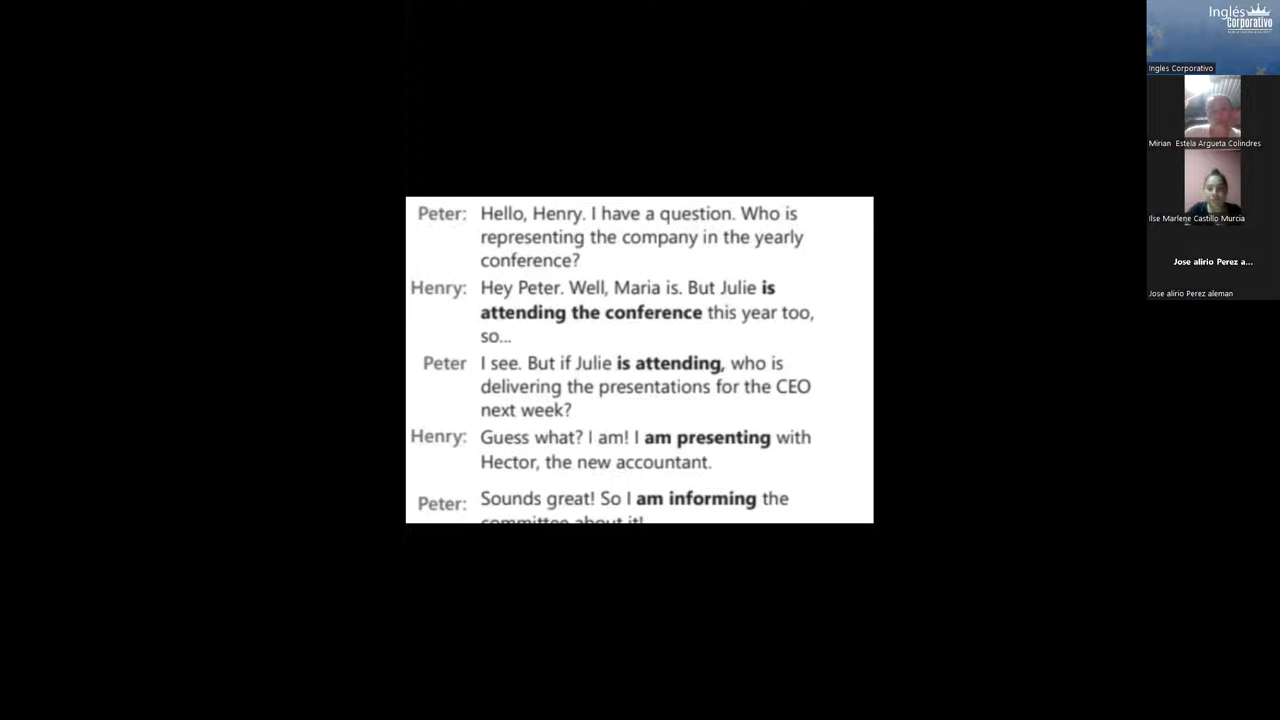 Inglés
Corporativo
Ingles Corporativo
Mirian Estela Argueta Colindres
Ilse Marlene Castillo Murcia
Jose alirio Perez a...
Jose alirio Perez aleman
Peter: Hello, Henry. I have a question. Who is
representing the company in the yearly
conference?
Henry: Hey Peter. Well, Maria is. But Julie is
attending the conference this year too,
so...
Peter I see. But if Julie is attending, who is
delivering the presentations for the CEO
next week?
Henry: Guess what? I am! I am presenting with
Hector, the new accountant.
Peter: Sounds great! So I am informing the
committee about it!